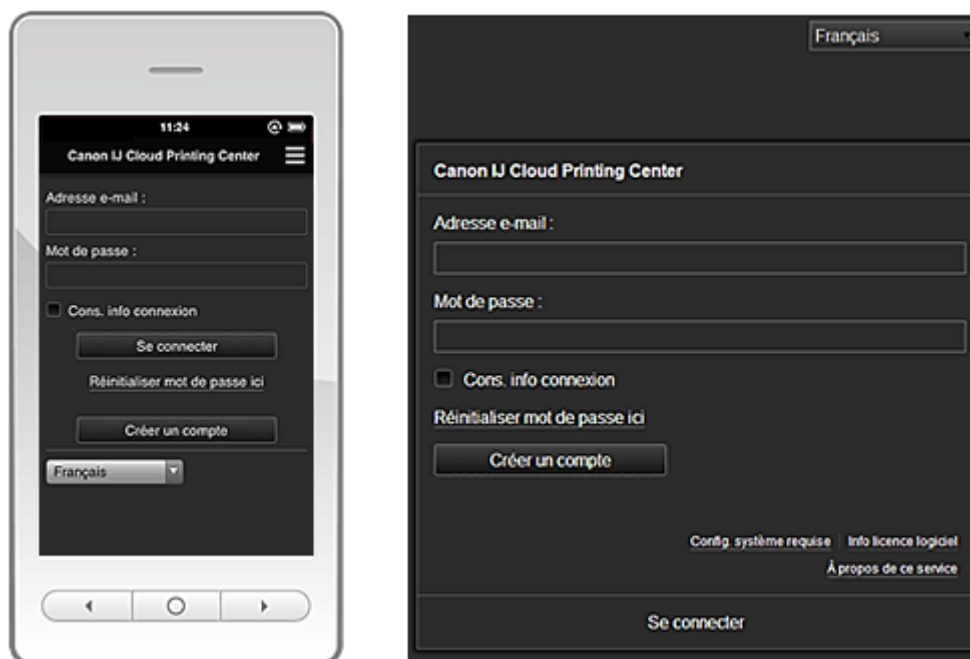 11:24
Canon IJ Cloud Printing Center
Adresse e-mail :
Mot de passe :
Cons. info connexion
Se connecter
Réinitialiser mot de passe ici
Créer un compte
Français
Français
Canon IJ Cloud Printing Center
Adresse e-mail :
Mot de passe :
Cons. info connexion
Réinitialiser mot de passe ici
Créer un compte
Config. système requise Info licence logiciel
À propos de ce service
Se connecter